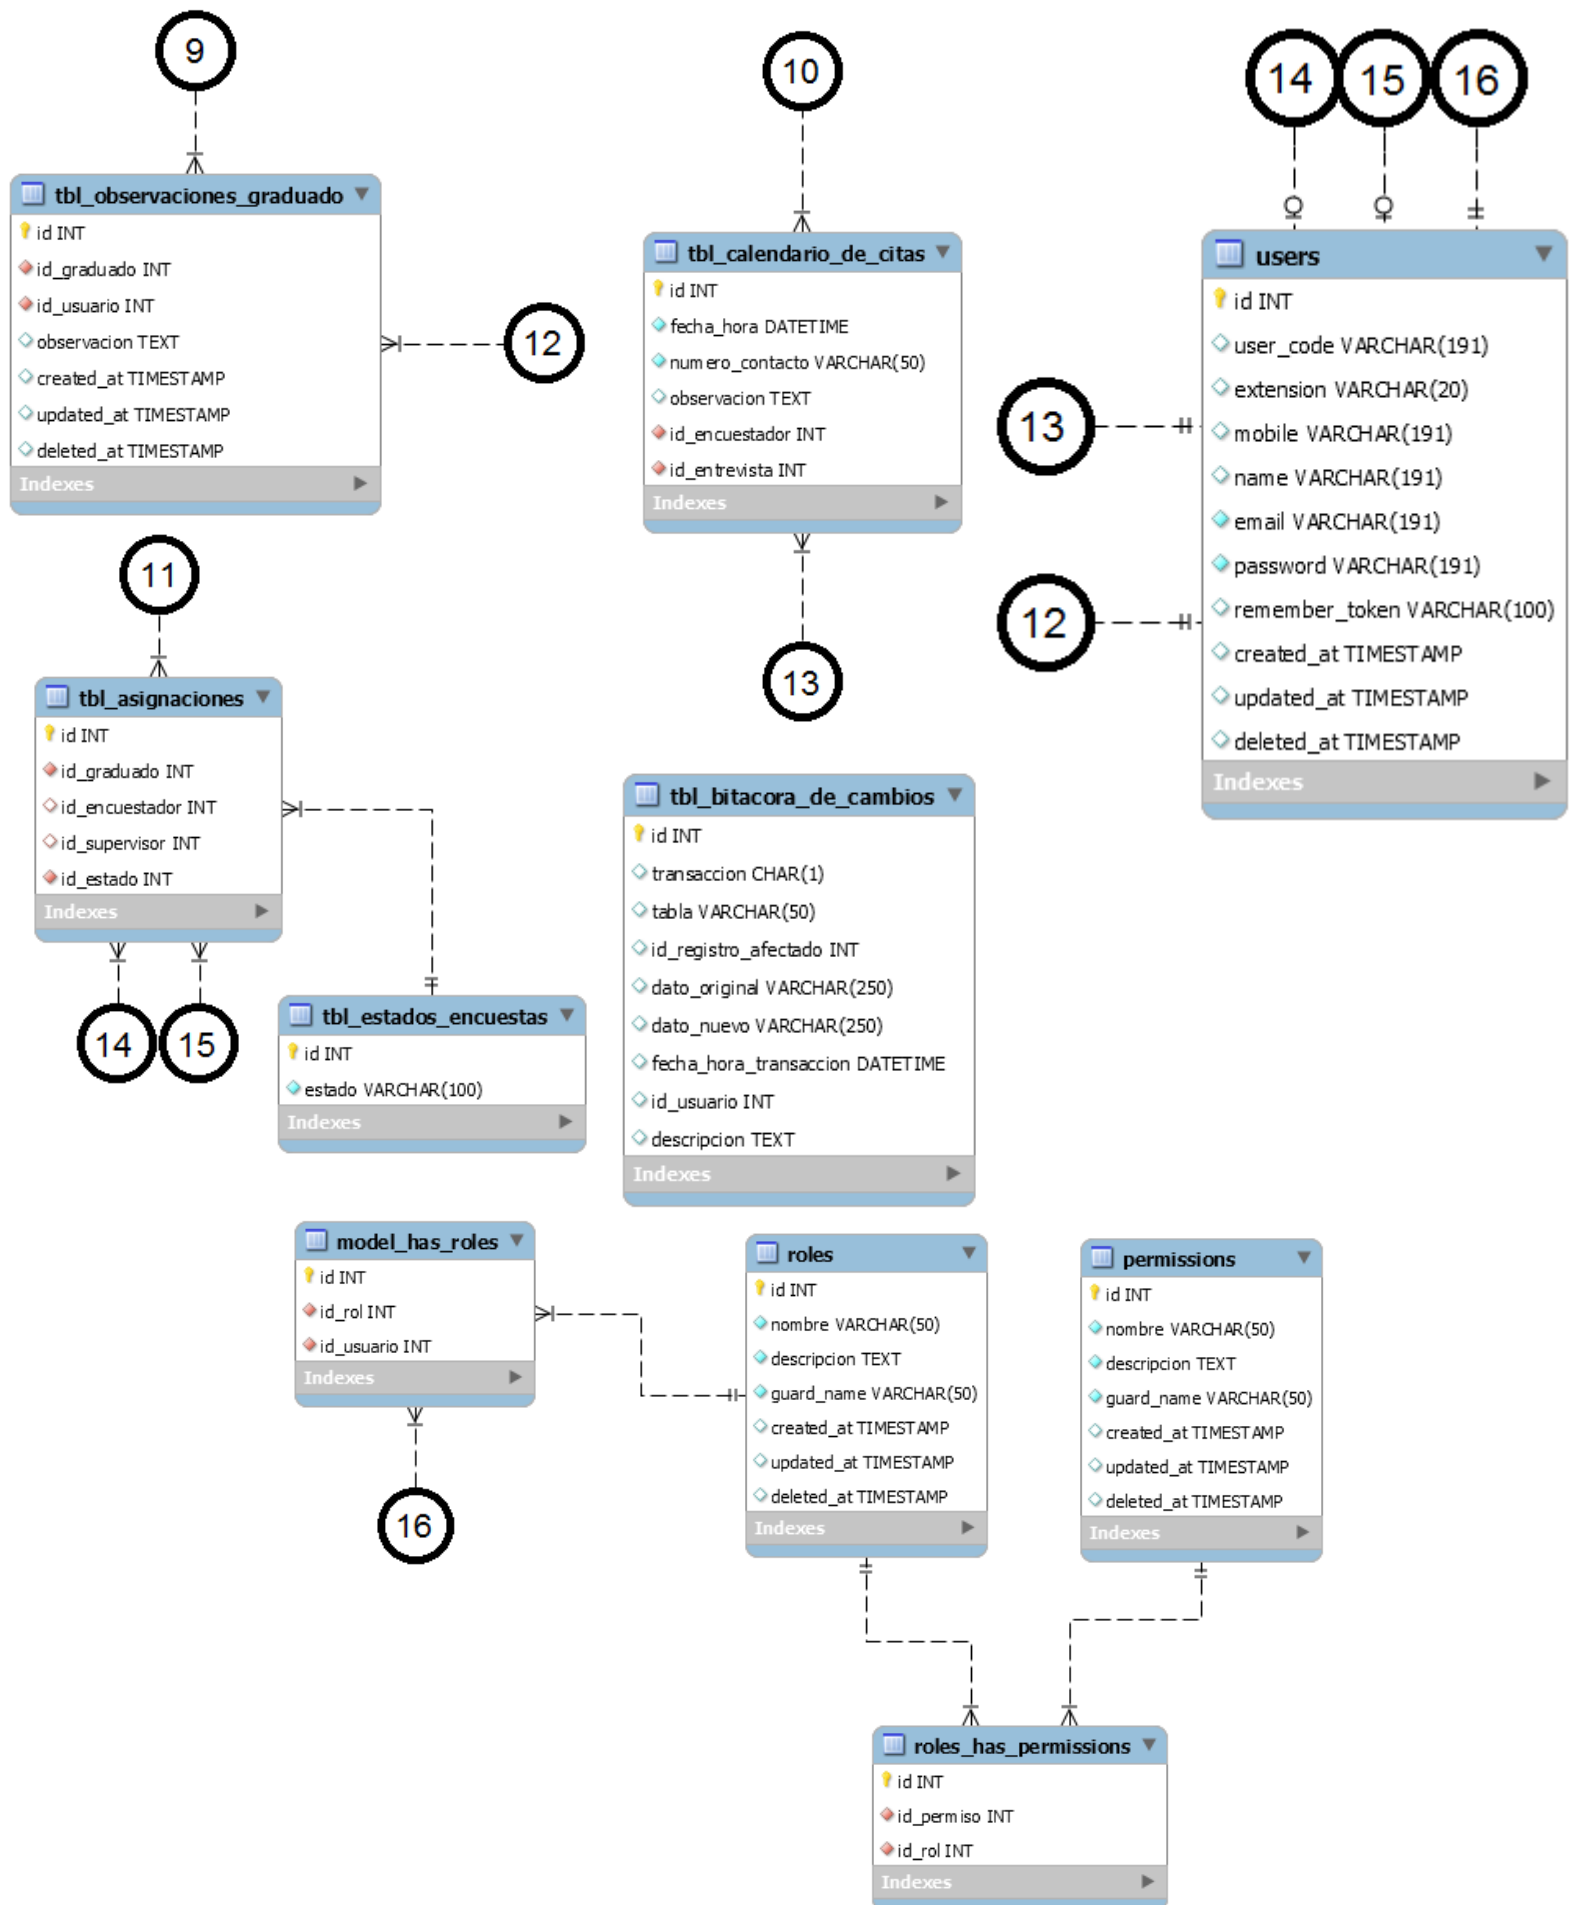 9
10
14
15
16
tbl_observaciones_graduado
id INT
id_graduado INT
id_usuario INT
observacion TEXT
created_at TIMESTAMP
updated_at TIMESTAMP
deleted_at TIMESTAMP
Indexes
12
tbl_calendario_de_citas
id INT
fecha_hora DATETIME
numero_contacto VARCHAR(50)
observacion TEXT
id_encuestador INT
id_entrevista INT
Indexes
13
users
id INT
user_code VARCHAR(191)
extension VARCHAR(20)
mobile VARCHAR(191)
name VARCHAR(191)
email VARCHAR(191)
password VARCHAR(191)
remember_token VARCHAR(100)
created_at TIMESTAMP
updated_at TIMESTAMP
deleted_at TIMESTAMP
Indexes
13
12
11
tbl_asignaciones
id INT
id_graduado INT
id_encuestador INT
id_supervisor INT
id_estado INT
Indexes
14
15
tbl_estados_encuestas
id INT
estado VARCHAR(100)
Indexes
tbl_bitacora_de_cambios
id INT
transaccion CHAR(1)
tabla VARCHAR(50)
id_registro_afectado INT
dato_original VARCHAR(250)
dato_nuevo VARCHAR(250)
fecha_hora_transaccion DATETIME
id_usuario INT
descripcion TEXT
Indexes
model_has_roles
id INT
id_rol INT
id_usuario INT
Indexes
16
roles
id INT
nombre VARCHAR(50)
descripcion TEXT
guard_name VARCHAR(50)
created_at TIMESTAMP
updated_at TIMESTAMP
deleted_at TIMESTAMP
Indexes
permissions
id INT
nombre VARCHAR(50)
descripcion TEXT
guard_name VARCHAR(50)
created_at TIMESTAMP
updated_at TIMESTAMP
deleted_at TIMESTAMP
Indexes
roles_has_permissions
id INT
id_permiso INT
id_rol INT
Indexes